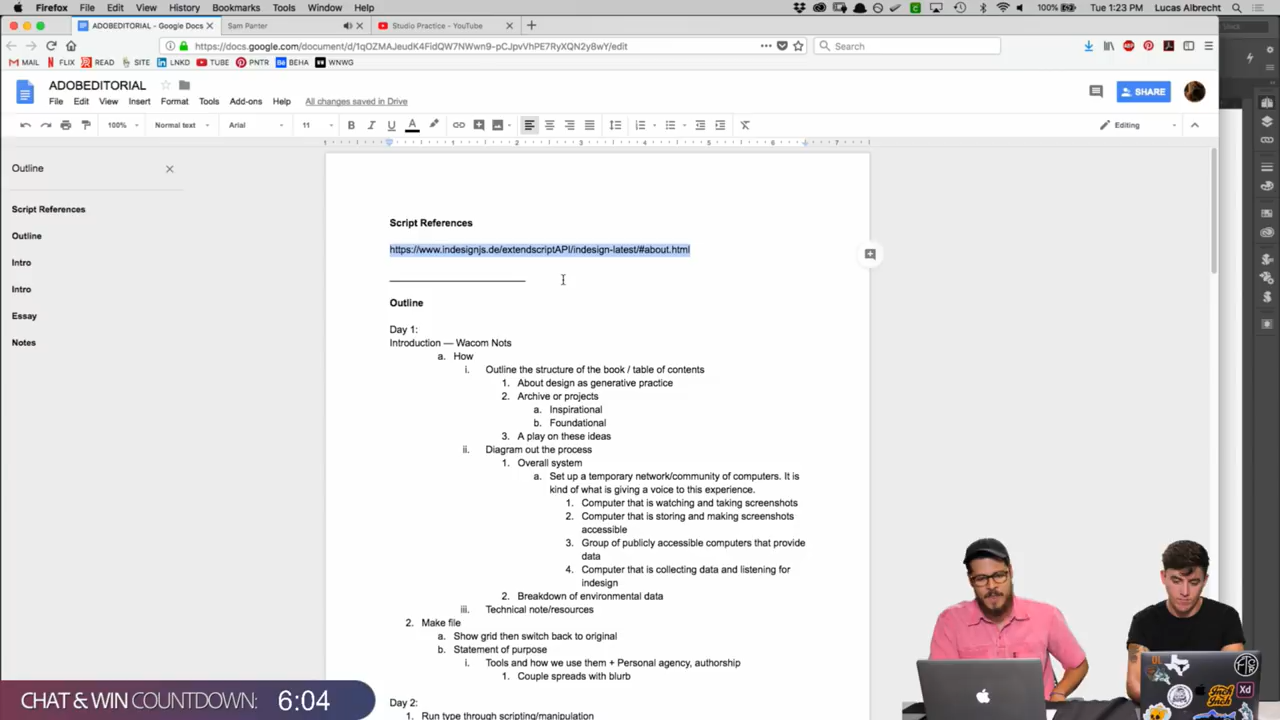 Firefox File Edit View History Bookmarks Tools Window Help 100% Tue 1:23 PM Lucas Albrecht
ADOBEDITORIAL - Google Docs Sam Panter Studio Practice - YouTube
https://docs.google.com/document/d/1qOZMAJeudK4FidQW7NWwn9-pCJpvVhPE7RyXQN2y8wY/edit Search
MAIL FLIX READ SITE LNKD TUBE PNTR BEHA WNWG
ADOBEDITORIAL
File Edit View Insert Format Tools Add-ons Help All changes saved in Drive
SHARE
100% Normal text Arial 11 Editing
Outline
Script References
Outline
Intro
Intro
Essay
Notes
Script References
https://www.indesignjs.de/extendscriptAPI/indesign-latest/#about.html
Outline
Day 1:
Introduction — Wacom Nots
a. How
i. Outline the structure of the book / table of contents
1. About design as generative practice
2. Archive or projects
a. Inspirational
b. Foundational
3. A play on these ideas
ii. Diagram out the process
1. Overall system
a. Set up a temporary network/community of computers. It is
kind of what is giving a voice to this experience.
1. Computer that is watching and taking screenshots
2. Computer that is storing and making screenshots
accessible
3. Group of publicly accessible computers that provide
data
4. Computer that is collecting data and listening for
indesign
2. Breakdown of environmental data
iii. Technical note/resources
2. Make file
a. Show grid then switch back to original
b. Statement of purpose
i. Tools and how we use them + Personal agency, authorship
1. Couple spreads with blurb
Day 2:
1. Run type through scripting/manipulation
CHAT & WIN COUNTDOWN: 6:04
Xd